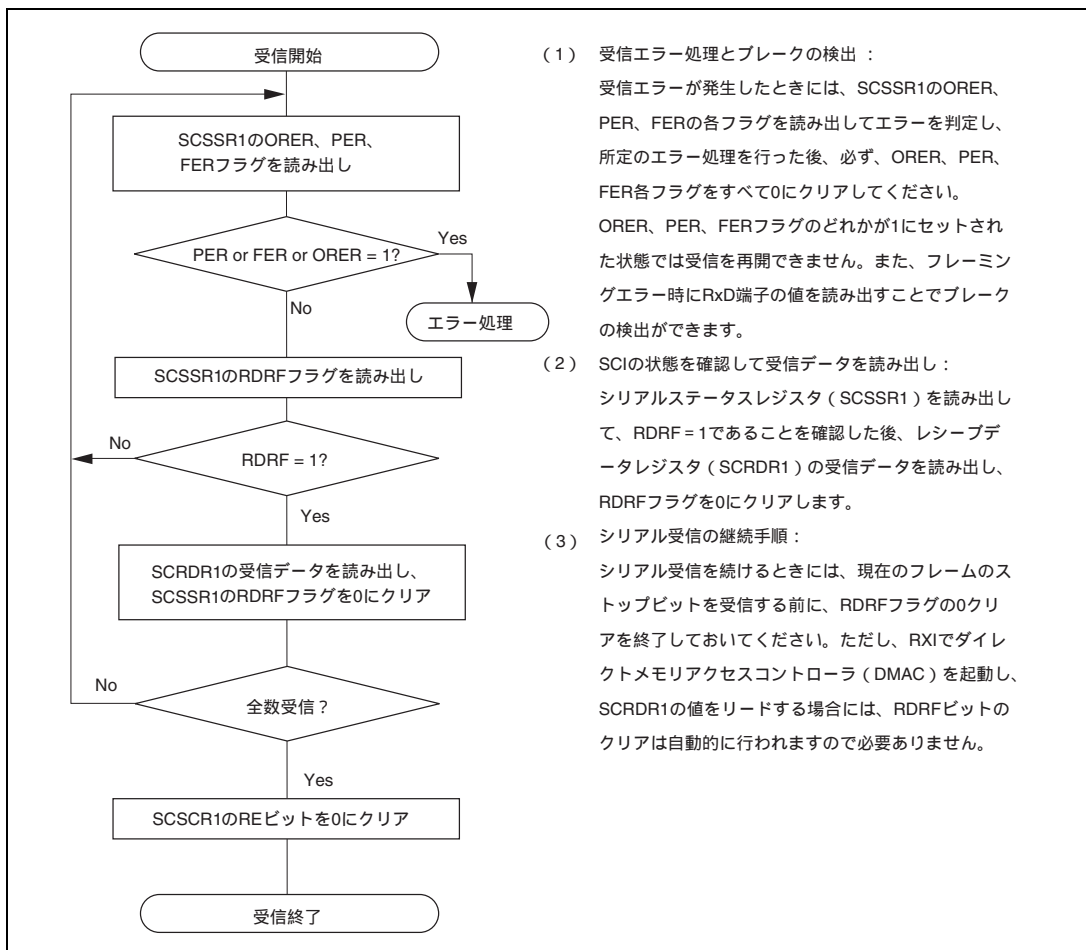 受信開始
SCSSR1のORER、PER、
FERフラグを読み出し
PER or FER or ORER = 1?
Yes
エラー処理
No
SCSSR1のRDRFフラグを読み出し
No
RDRF = 1?
Yes
SCRDR1の受信データを読み出し、
SCSSR1のRDRFフラグを0にクリア
No
全数受信？
Yes
SCSCR1のREビットを0にクリア
受信終了
（1） 受信エラー処理とブレークの検出 :
受信エラーが発生したときには、SCSSR1のORER、
PER、FERの各フラグを読み出してエラーを判定し、
所定のエラー処理を行った後、必ず、ORER、PER、
FER各フラグをすべて0にクリアしてください。
ORER、PER、FERフラグのどれかが1にセットされ
た状態では受信を再開できません。また、フレーミン
グエラー時にRxD端子の値を読み出すことでブレーク
の検出ができます。
（2） SCIの状態を確認して受信データを読み出し :
シリアルステータスレジスタ（SCSSR1）を読み出し
て、RDRF = 1であることを確認した後、レシーブデ
ータレジスタ（SCRDR1）の受信データを読み出し、
RDRFフラグを0にクリアします。
（3） シリアル受信の継続手順 :
シリアル受信を続けるときには、現在のフレームのス
トップビットを受信する前に、RDRFフラグの0クリ
アを終了しておいてください。ただし、RXIでダイレ
クトメモリアクセスコントローラ（DMAC）を起動し、
SCRDR1の値をリードする場合には、RDRFビットの
クリアは自動的に行われますので必要ありません。